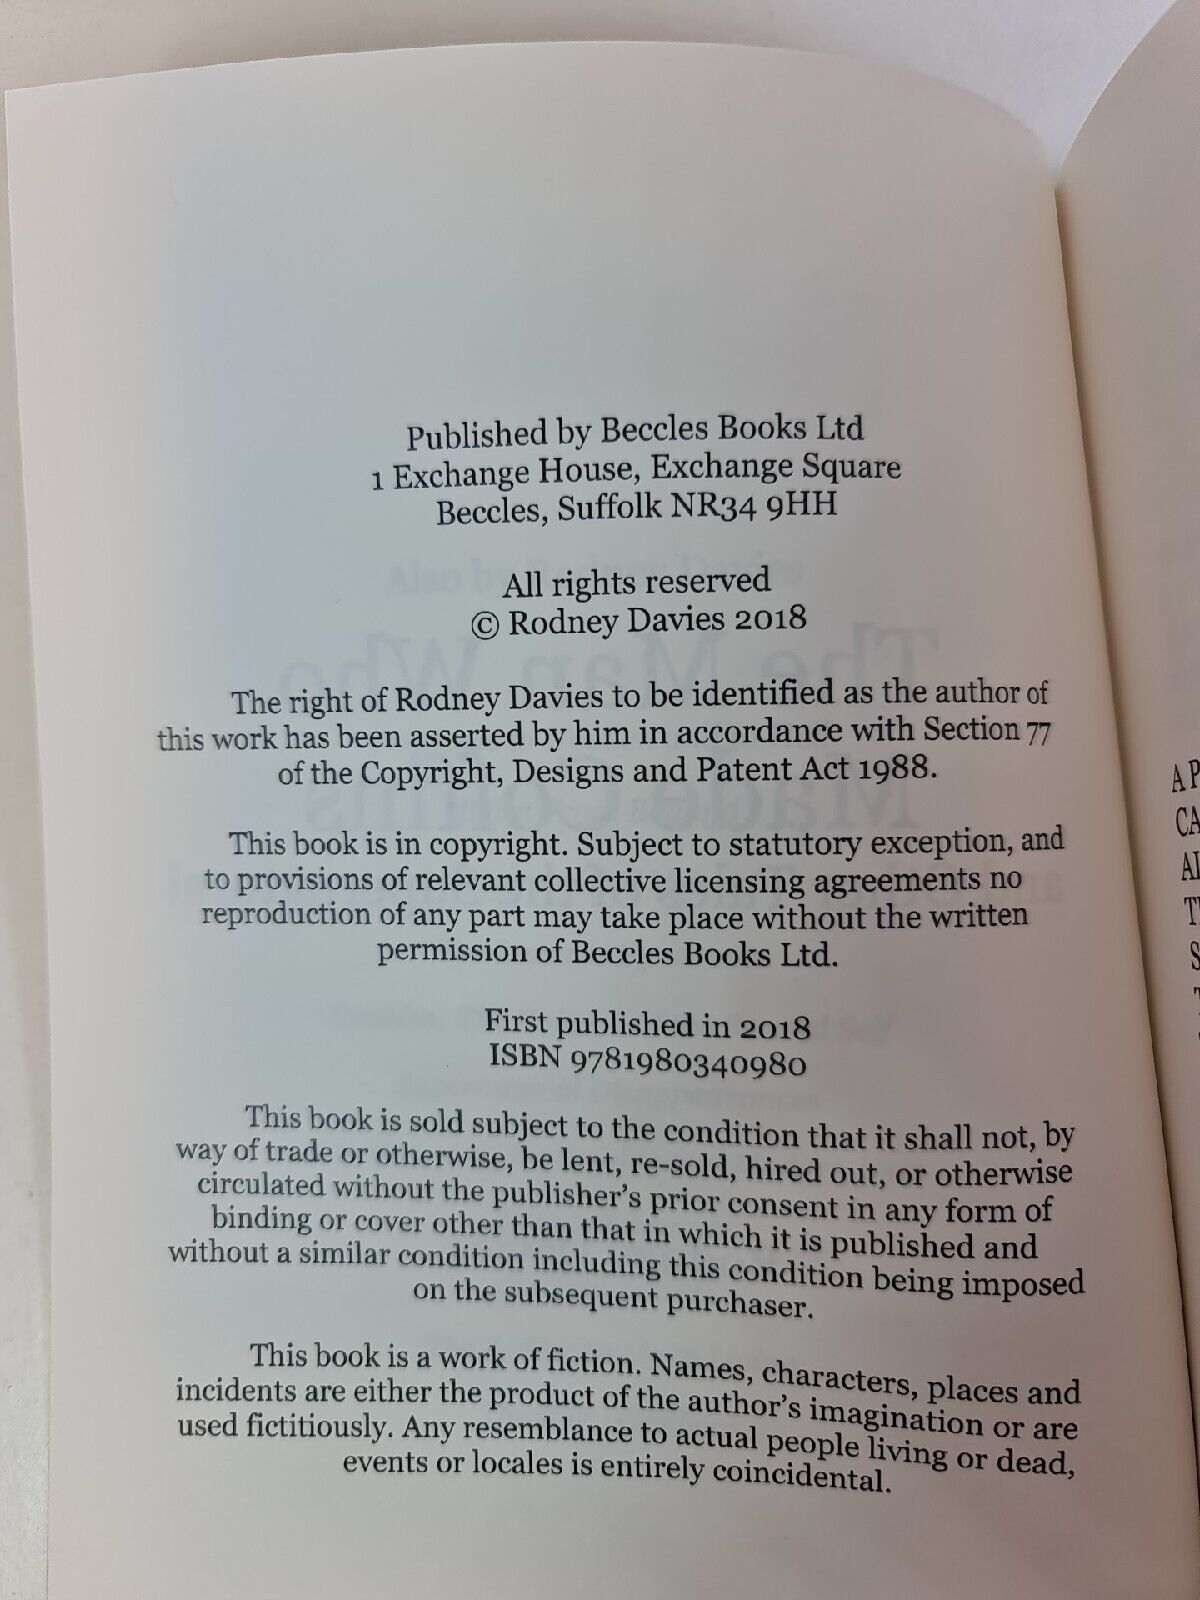 Published by Beccles Books Ltd
1 Exchange House, Exchange Square
Beccles, Suffolk NR34 9HH
All rights reserved
© Rodney Davies 2018
The right of Rodney Davies to be identified as the author of
this work has been asserted by him in accordance with Section 77
of the Copyright, Designs and Patent Act 1988.
This book is in copyright. Subject to statutory exception, and
to provisions of relevant collective licensing agreements no
reproduction of any part may take place without the written
permission of Beccles Books Ltd.
First published in 2018
ISBN 9781980340980
This book is sold subject to the condition that it shall not, by
way of trade or otherwise, be lent, re-sold, hired out, or otherwise
circulated without the publisher's prior consent in any form of
binding or cover other than that in which it is published and
without a similar condition including this condition being imposed
on the subsequent purchaser.
This book is a work of fiction. Names, characters, places and
incidents are either the product of the author's imagination or are
used fictitiously. Any resemblance to actual people living or dead,
events or locales is entirely coincidental.